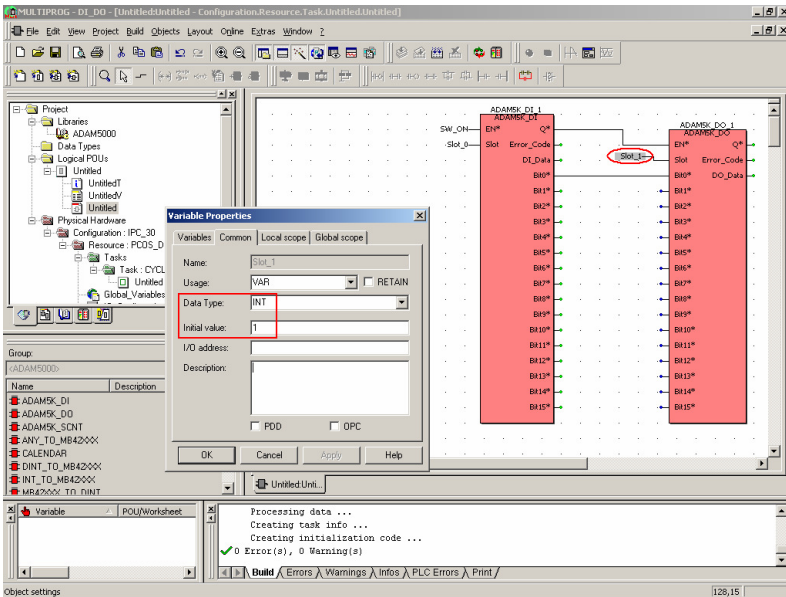 MULTIPROG - DI_DO - [Untitled:Untitled - Configuration.Resource.Task.Untitled.Untitled]
File Edit View Project Build Objects Layout Online Extras Window ?
Project
Libraries
ADAM5000
Data Types
Logical POUs
Untitled
UntitledT
UntitledV
Untitled
Physical Hardware
Configuration : IPC_30
Resource : PCOS_D
Tasks
Task : CYCL
Untitled
Global_Variables
Group:
<ADAM5000>
Name Description
ADAM5K_DI
ADAM5K_DO
ADAM5K_SCNT
ANY_TO_MB42XXX
CALENDAR
DINT_TO_MB42XXX
INT_TO_MB42XXX
MB42XXX_TO_DINT
Variable Properties
Variables Common Local scope Global scope
Name: Slot_1
Usage: VAR RETAIN
Data Type: INT
Initial value: 1
I/O address:
Description:
PDD OPC
OK Cancel Apply Help
ADAM5K_DI_1
ADAM5K_DI
SW_ON EN* Q*
Slot_0 Slot Error_Code
DI_Data
Bit0*
Bit1*
Bit2*
Bit3*
Bit4*
Bit5*
Bit6*
Bit7*
Bit8*
Bit9*
Bit10*
Bit11*
Bit12*
Bit13*
Bit14*
Bit15*
ADAM5K_DO_1
ADAM5K_DO
EN* Q*
Slot_1 Slot Error_Code
Bit0* DO_Data
Bit1*
Bit2*
Bit3*
Bit4*
Bit5*
Bit6*
Bit7*
Bit8*
Bit9*
Bit10*
Bit11*
Bit12*
Bit13*
Bit14*
Bit15*
Untitled:Unti...
Variable POU/Worksheet
Processing data ...
Creating task info ...
Creating initialization code ...
0 Error(s), 0 Warning(s)
Build Errors Warnings Infos PLC Errors Print
Object settings
128,15